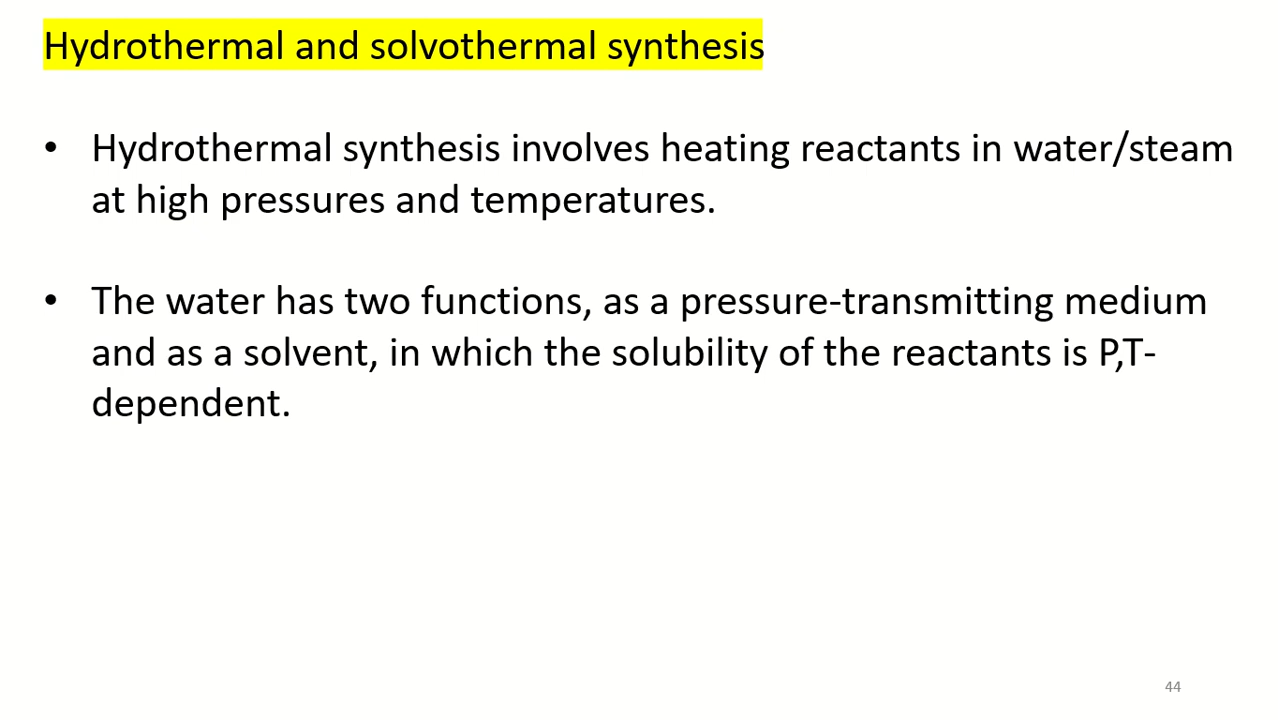 Hydrothermal and solvothermal synthesis
• Hydrothermal synthesis involves heating reactants in water/steam
at high pressures and temperatures.
• The water has two functions, as a pressure-transmitting medium
and as a solvent, in which the solubility of the reactants is P,T-
dependent.
44